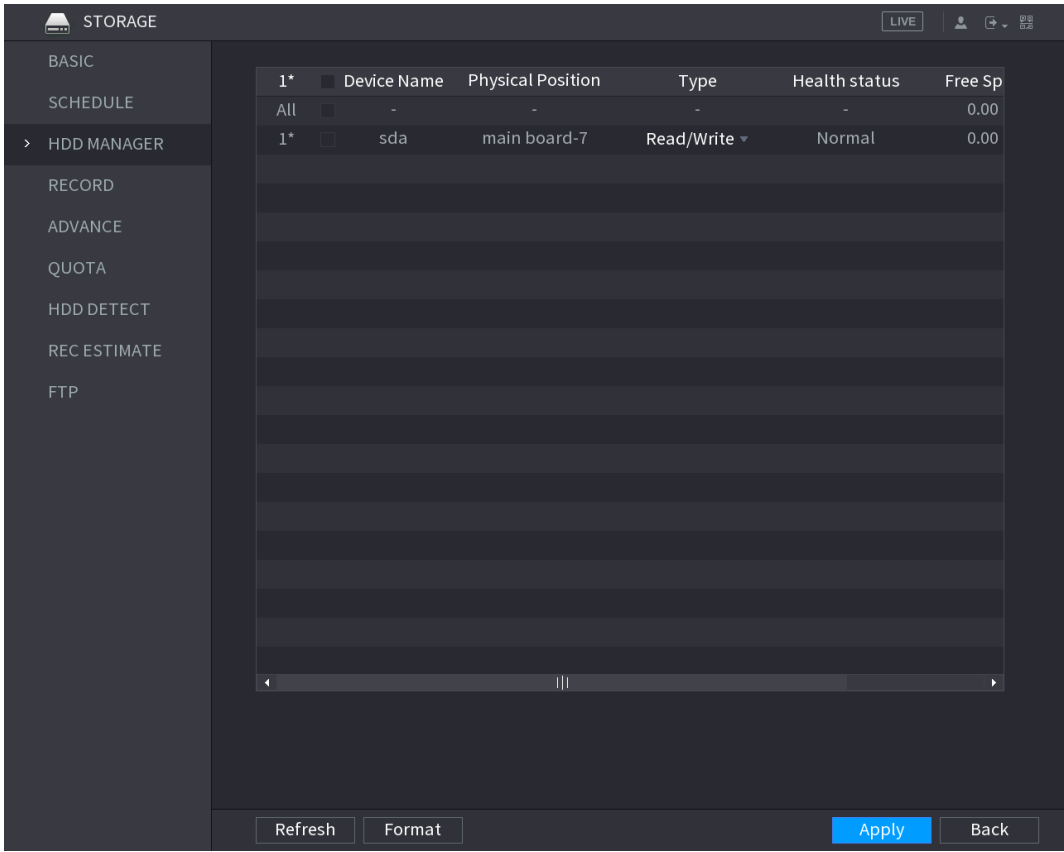 STORAGE LIVE
BASIC
SCHEDULE
HDD MANAGER
RECORD
ADVANCE
QUOTA
HDD DETECT
REC ESTIMATE
FTP
1* Device Name Physical Position Type Health status Free Sp
All - - - - 0.00
1* sda main board-7 Read/Write Normal 0.00
Refresh Format Apply Back